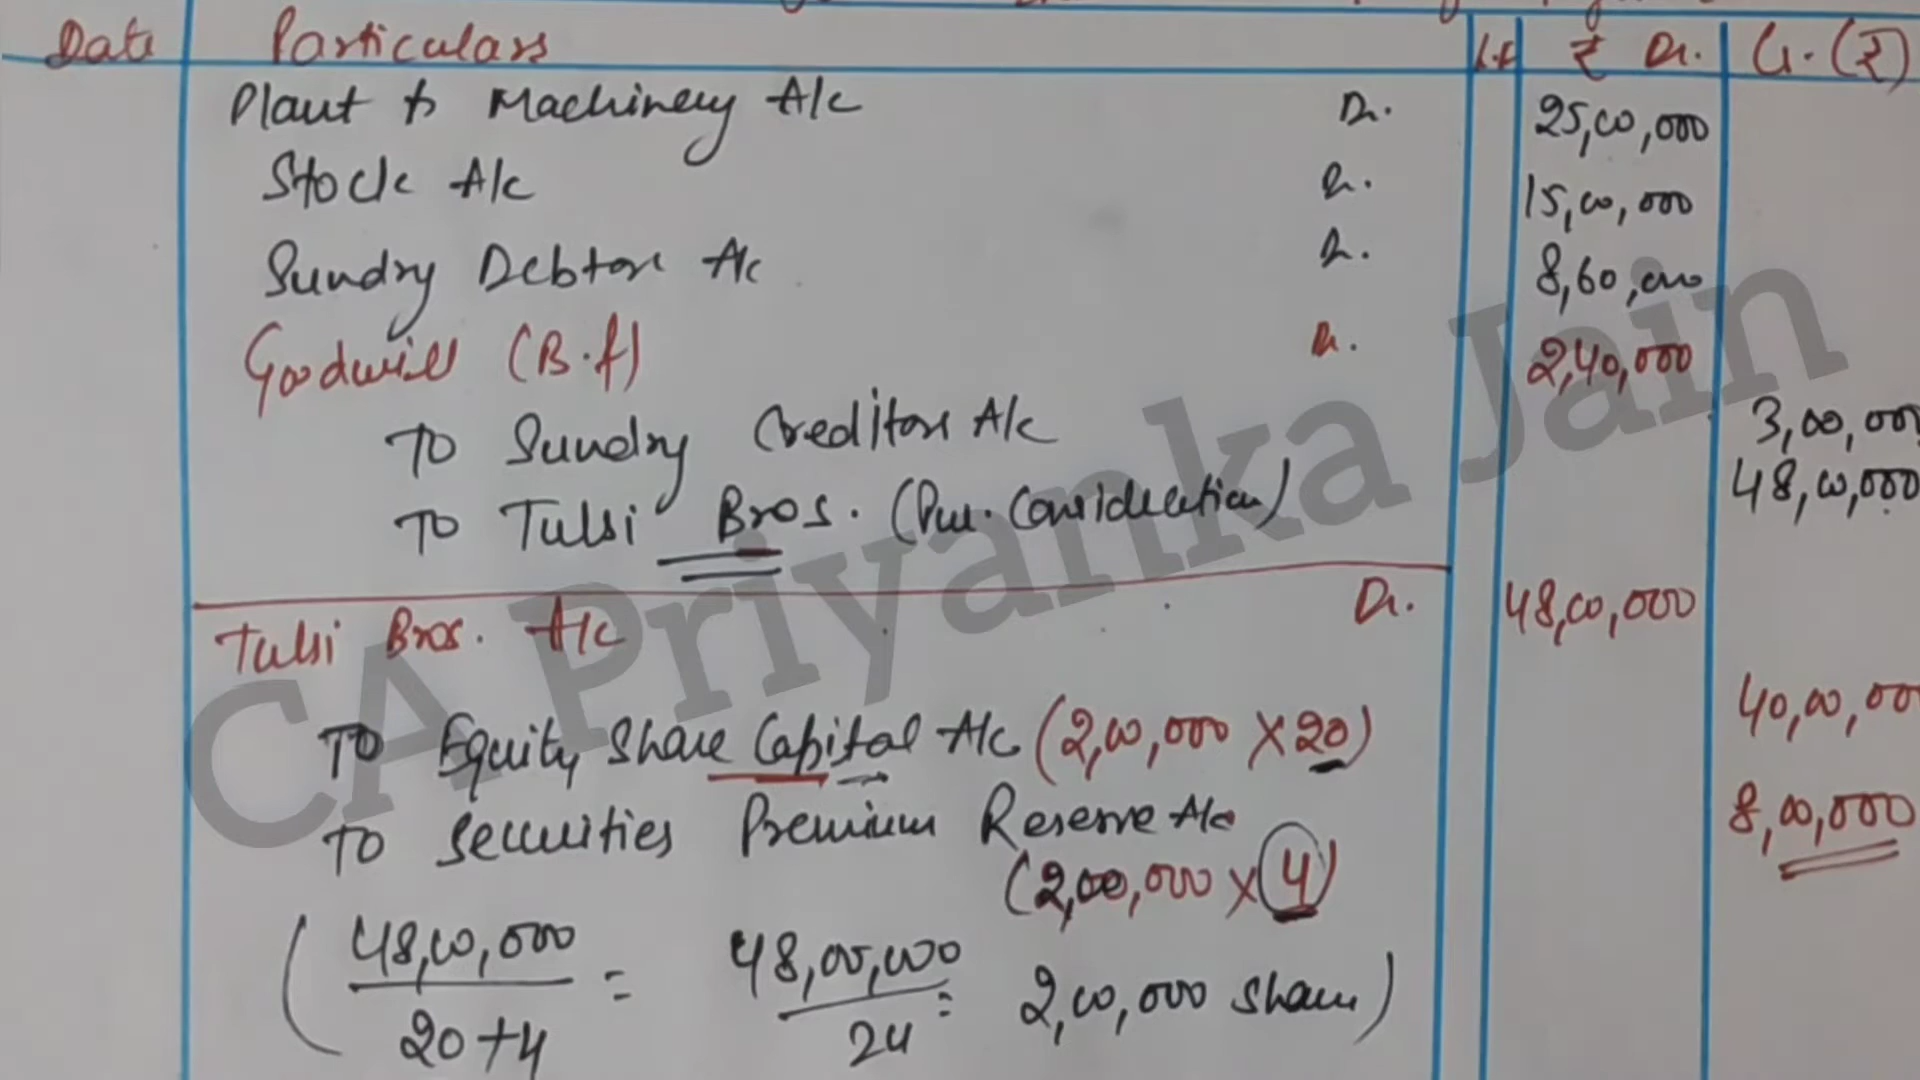 Date Particulars L.F ₹ Dr. Cr. (₹)
Plant & Machinery A/c Dr. 25,00,000
Stock A/c Dr. 15,00,000
Sundry Debtors A/c Dr. 8,60,000
Goodwill (B.f) Dr. 2,40,000
To Sundry Creditors A/c 3,00,000
To Tulsi Bros. (Pur. Consideration) 48,00,000
Tulsi Bros. A/c Dr. 48,00,000
To Equity Share Capital A/c (2,00,000 × 20) 40,00,000
To Securities Premium Reserve A/c 8,00,000
(2,00,000 × 4)
( 48,00,000 / 20+4 = 48,00,000 / 24 = 2,00,000 Shares )
CA Priyanka Jain